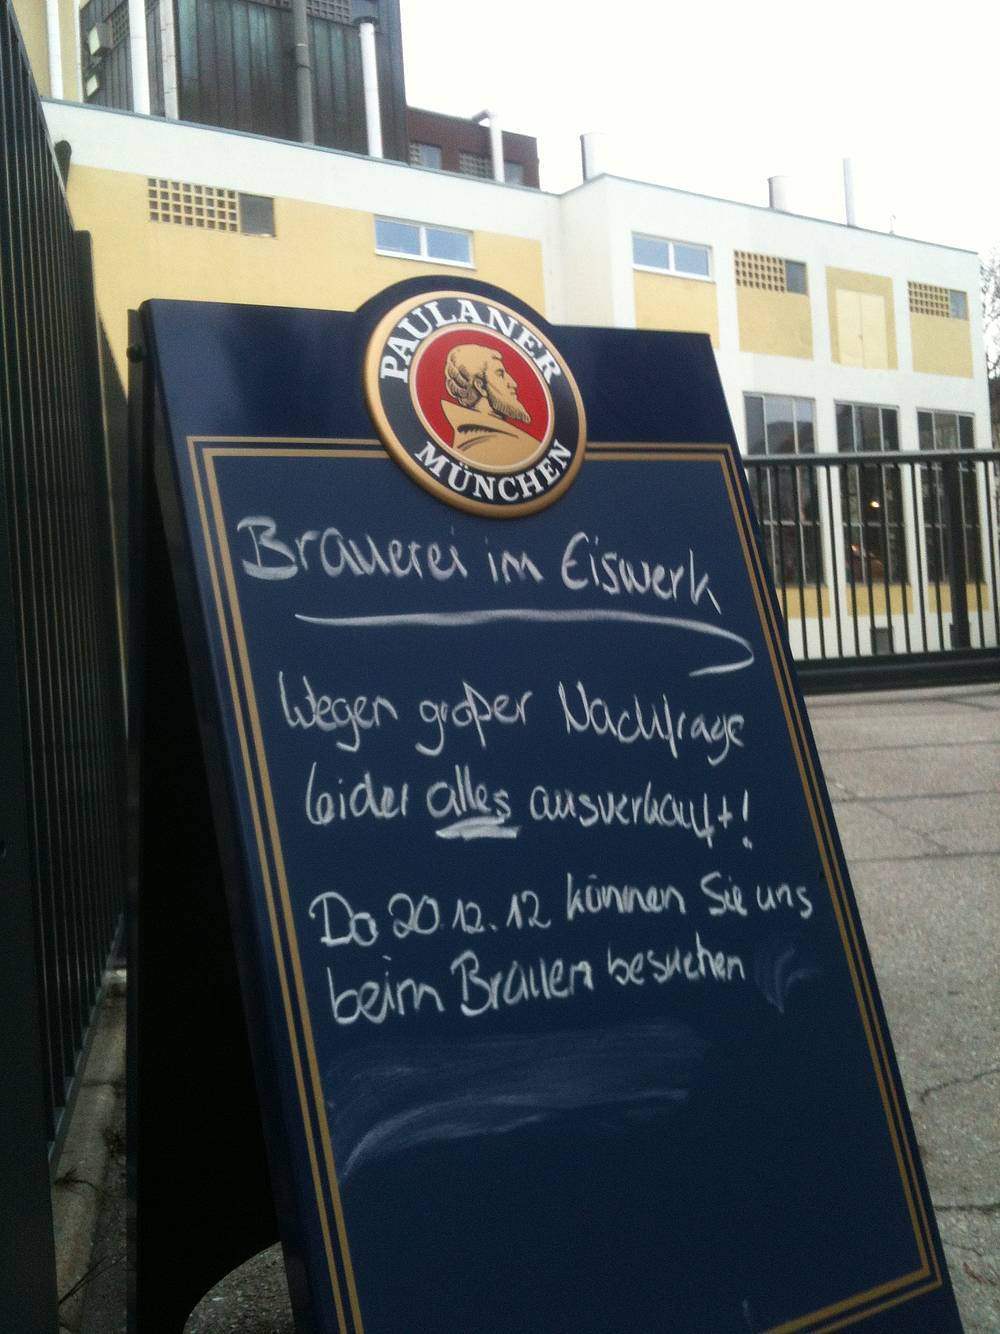 PAULANER
MÜNCHEN
Brauerei im Eiswerk
Wegen großer Nachfrage
leider alles ausverkauft!
Do 20.12.12 können Sie uns
beim Brauen besuchen